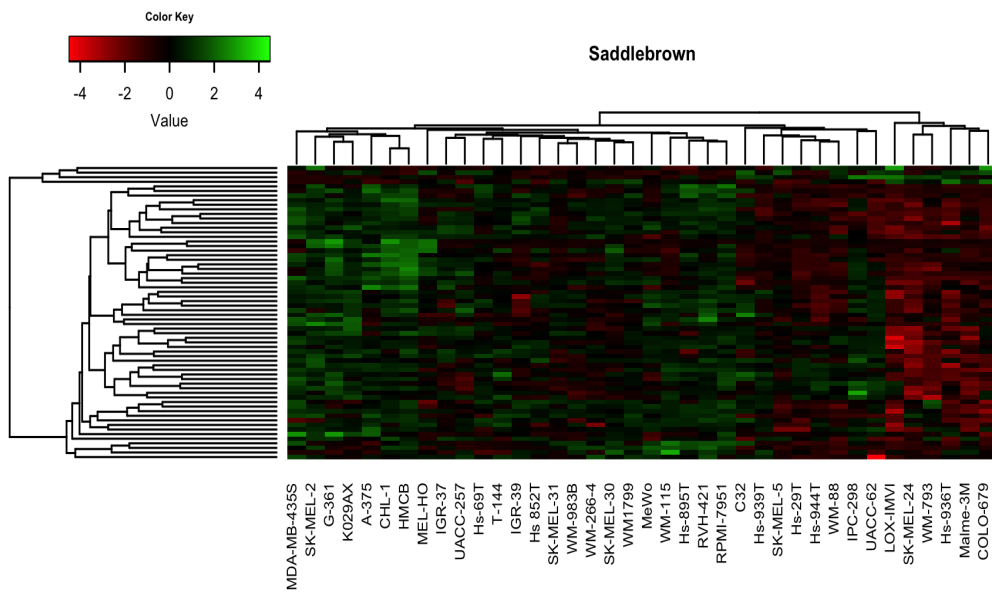 Color Key
-4 -2 0 2 4
Value
Saddlebrown
MDA-MB-435S
SK-MEL-2
G-361
K029AX
A-375
CHL-1
HMCB
MEL-HO
IGR-37
UACC-257
Hs-69T
T-144
IGR-39
Hs 852T
SK-MEL-31
WM-983B
WM-266-4
SK-MEL-30
WM1799
MeWo
WM-115
Hs-895T
RVH-421
RPMI-7951
C32
Hs-939T
SK-MEL-5
Hs-29T
Hs-944T
WM-88
IPC-298
UACC-62
LOX-IMVI
SK-MEL-24
WM-793
Hs-936T
Malme-3M
COLO-679